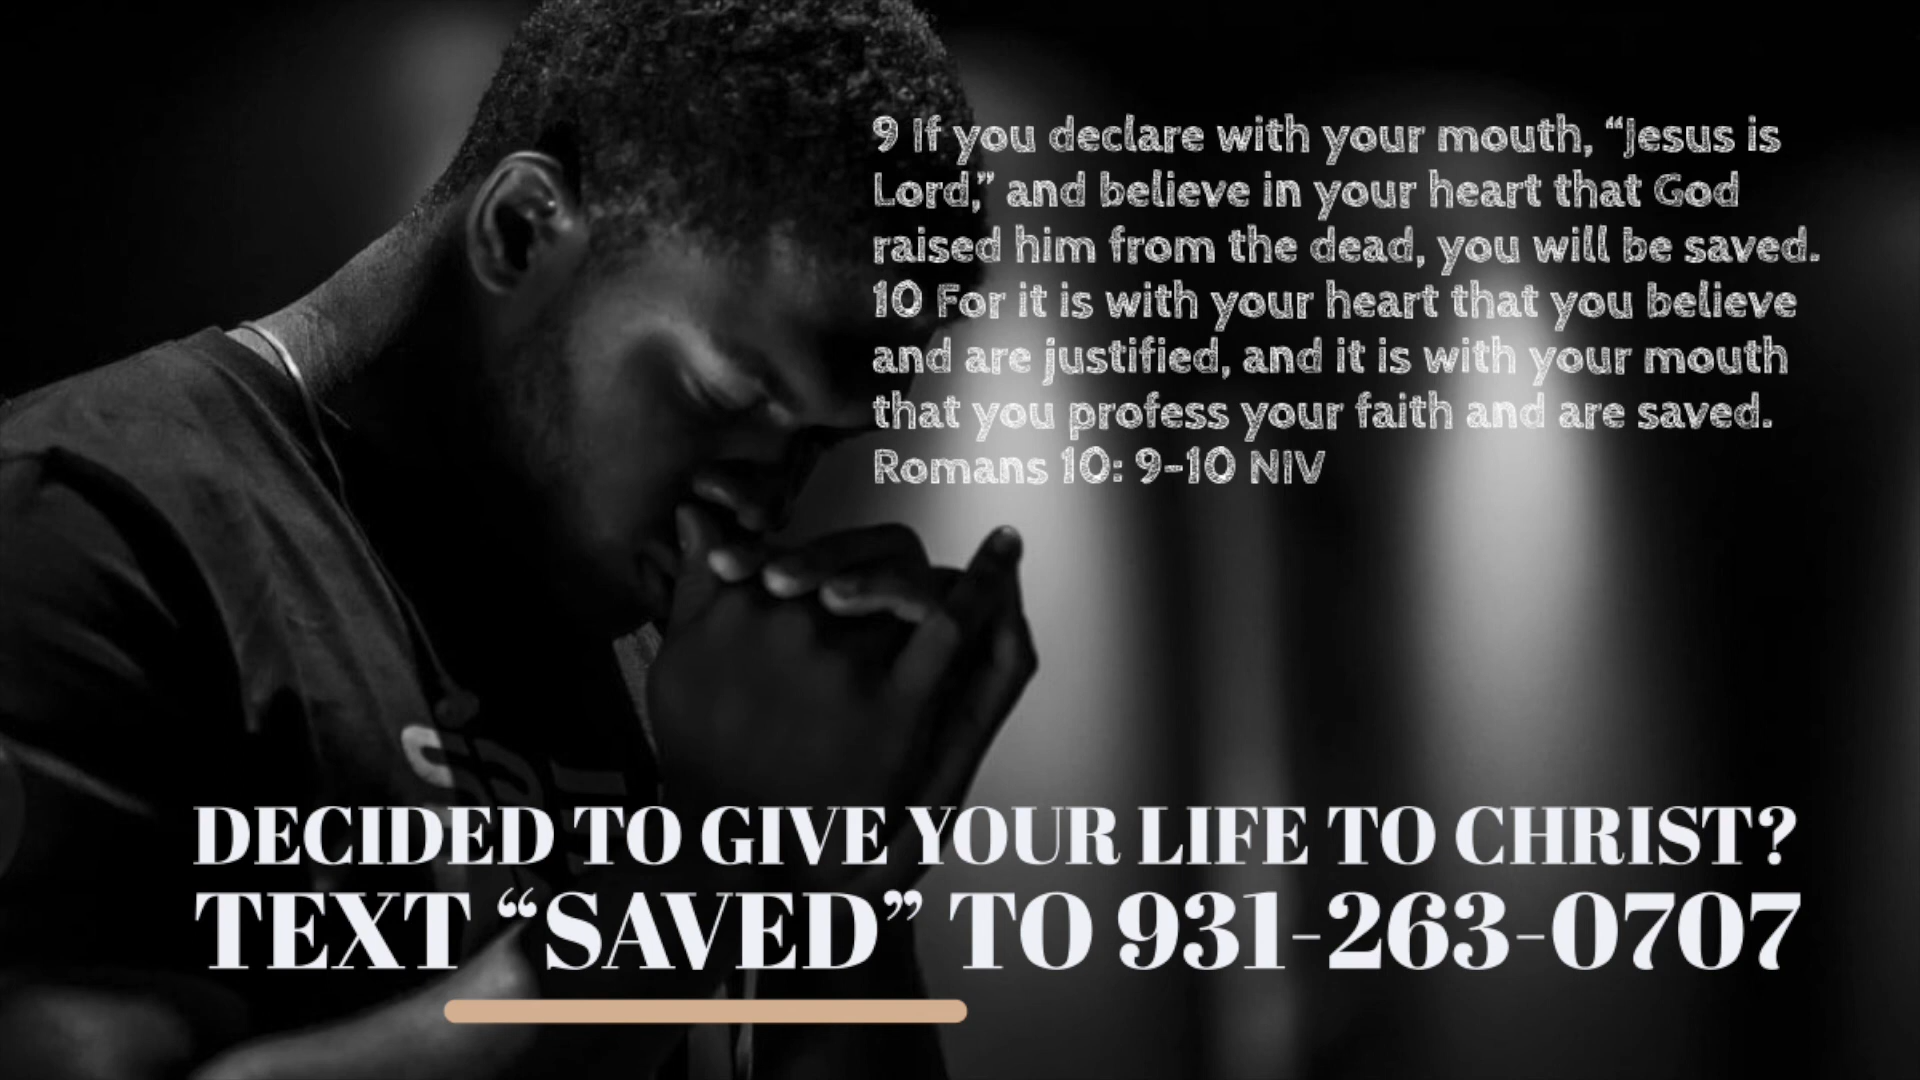 9 If you declare with your mouth, “Jesus is
Lord,” and believe in your heart that God
raised him from the dead, you will be saved.
10 For it is with your heart that you believe
and are justified, and it is with your mouth
that you profess your faith and are saved.
Romans 10: 9-10 NIV
DECIDED TO GIVE YOUR LIFE TO CHRIST?
TEXT “SAVED” TO 931-263-0707